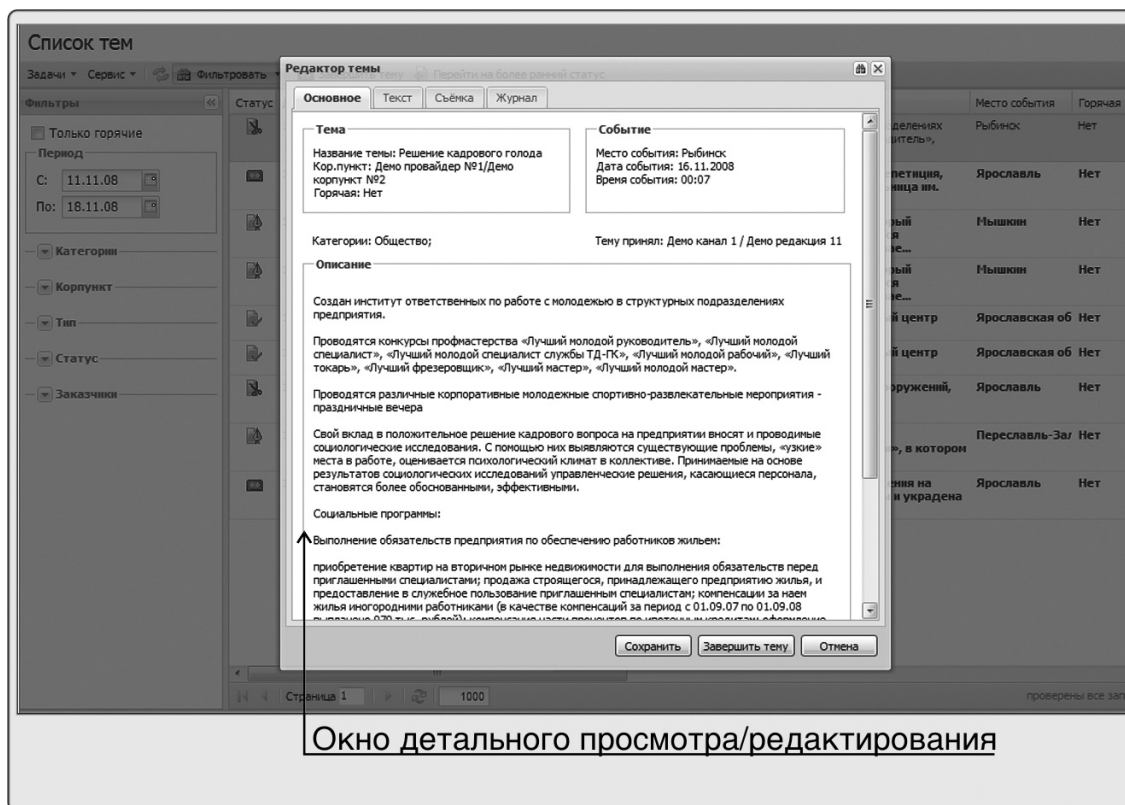 Список тем
Задачи Сервис Фильтровать Завершить тему Перейти на более ранний статус
Фильтры
Только горячие
Период
С: 11.11.08
По: 18.11.08
Категории
Корпункт
Тип
Статус
Заказчики
Статус Место события Горячая
Рыбинск Нет
Ярославль Нет
Мышкин Нет
Мышкин Нет
й центр Ярославская об Нет
й центр Ярославская об Нет
Ярославль Нет
Переславль-Зал Нет
», в котором
Ярославль Нет
и украдена
Редактор темы
Основное Текст Съёмка Журнал
Тема
Название темы: Решение кадрового голода
Кор.пункт: Демо провайдер №1/Демо
корпункт №2
Горячая: Нет
Событие
Место события: Рыбинск
Дата события: 16.11.2008
Время события: 00:07
Категории: Общество; Тему принял: Демо канал 1 / Демо редакция 11
Описание
Создан институт ответственных по работе с молодежью в структурных подразделениях
предприятия.
Проводятся конкурсы профмастерства «Лучший молодой руководитель», «Лучший молодой
специалист», «Лучший молодой специалист службы ТД-ГК», «Лучший молодой рабочий», «Лучший
токарь», «Лучший фрезеровщик», «Лучший мастер», «Лучший молодой мастер».
Проводятся различные корпоративные молодежные спортивно-развлекательные мероприятия -
праздничные вечера
Свой вклад в положительное решение кадрового вопроса на предприятии вносят и проводимые
социологические исследования. С помощью них выявляются существующие проблемы, «узкие»
места в работе, оценивается психологический климат в коллективе. Принимаемые на основе
результатов социологических исследований управленческие решения, касающиеся персонала,
становятся более обоснованными, эффективными.
Социальные программы:
Выполнение обязательств предприятия по обеспечению работников жильем:
приобретение квартир на вторичном рынке недвижимости для выполнения обязательств перед
приглашенными специалистами; продажа строящегося, принадлежащего предприятию жилья, и
предоставление в служебное пользование приглашенным специалистам; компенсации за наем
жилья иногородними работниками (в качестве компенсаций за период с 01.09.07 по 01.09.08
Сохранить Завершить тему Отмена
Страница 1 1000 проверены все зап
Окно детального просмотра/редактирования